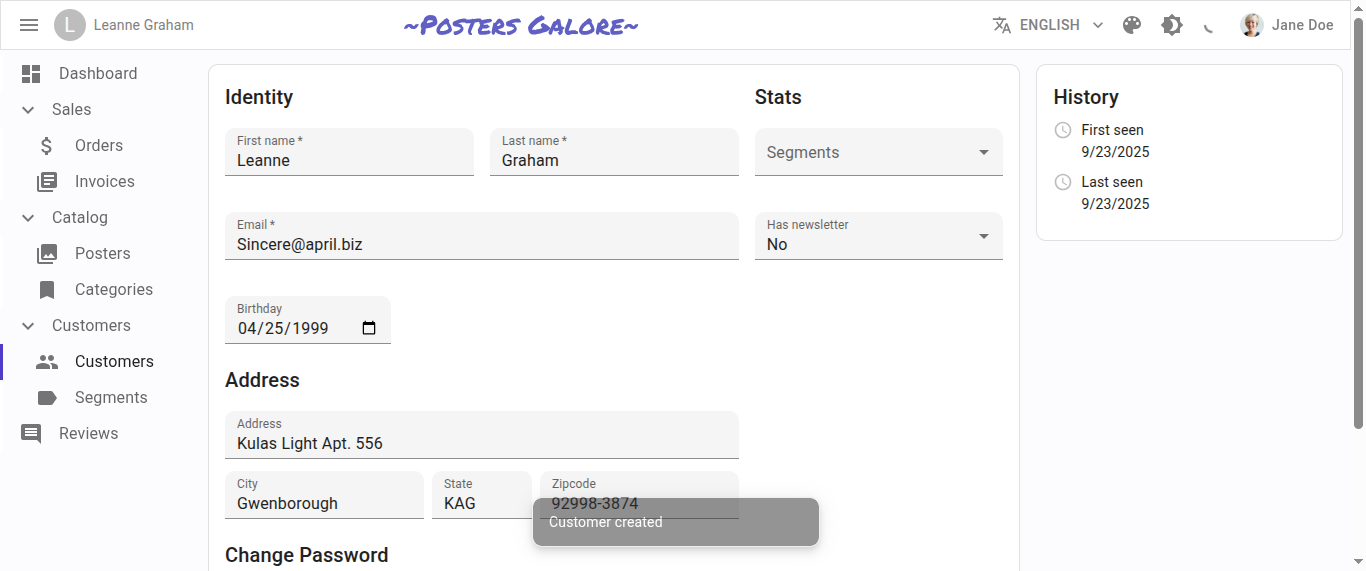 L Leanne Graham
~Posters Galore~
ENGLISH
Jane Doe
Dashboard
Sales
Orders
Invoices
Catalog
Posters
Categories
Customers
Customers
Segments
Reviews
Identity
First name *
Leanne
Last name *
Graham
Email *
Sincere@april.biz
Birthday
04/25/1999
Stats
Segments
Has newsletter
No
Address
Address
Kulas Light Apt. 556
City
Gwenborough
State
KAG
Zipcode
92998-3874
Customer created
Change Password
History
First seen
9/23/2025
Last seen
9/23/2025